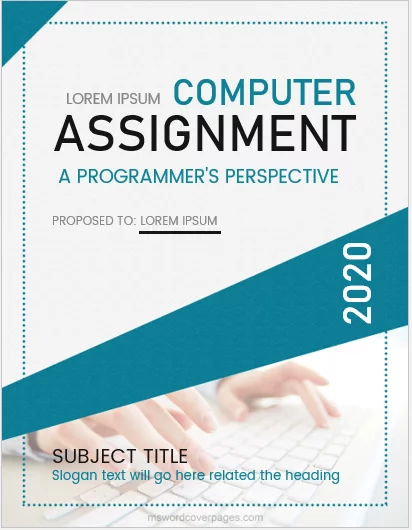 LOREM IPSUM COMPUTER
ASSIGNMENT
A PROGRAMMER'S PERSPECTIVE
PROPOSED TO: LOREM IPSUM
2020
SUBJECT TITLE
Slogan text will go here related the heading
mswordcoverpages.com